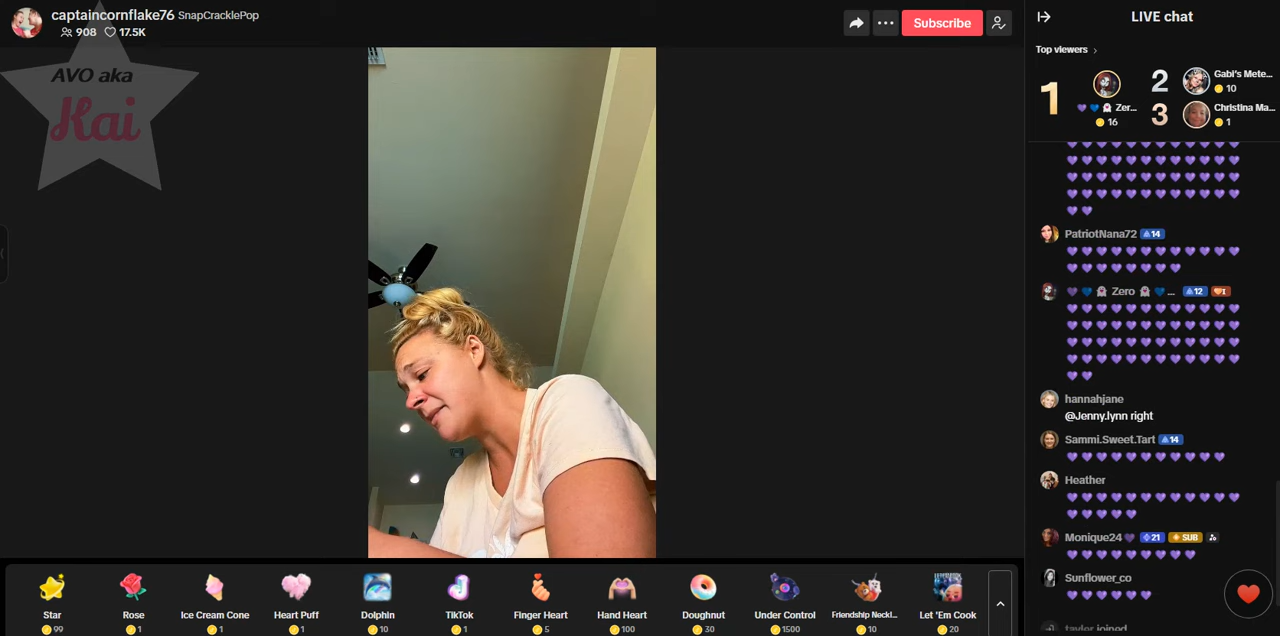 captaincornflake76 SnapCracklePop
908 17.5K
Subscribe
AVO aka
Kai
LIVE chat
Top viewers
1
Zer...
16
2
Gabi's Mete...
10
3
Christina Ma...
1
PatriotNana72 14
Zero ... 12 I
hannahjane
@Jenny.lynn right
Sammi.Sweet.Tart 14
Heather
Monique24 21 SUB
Sunflower_co
taylor joined
Star
99
Rose
1
Ice Cream Cone
1
Heart Puff
1
Dolphin
10
TikTok
1
Finger Heart
5
Hand Heart
100
Doughnut
30
Under Control
1500
Friendship Neckl...
10
Let 'Em Cook
20